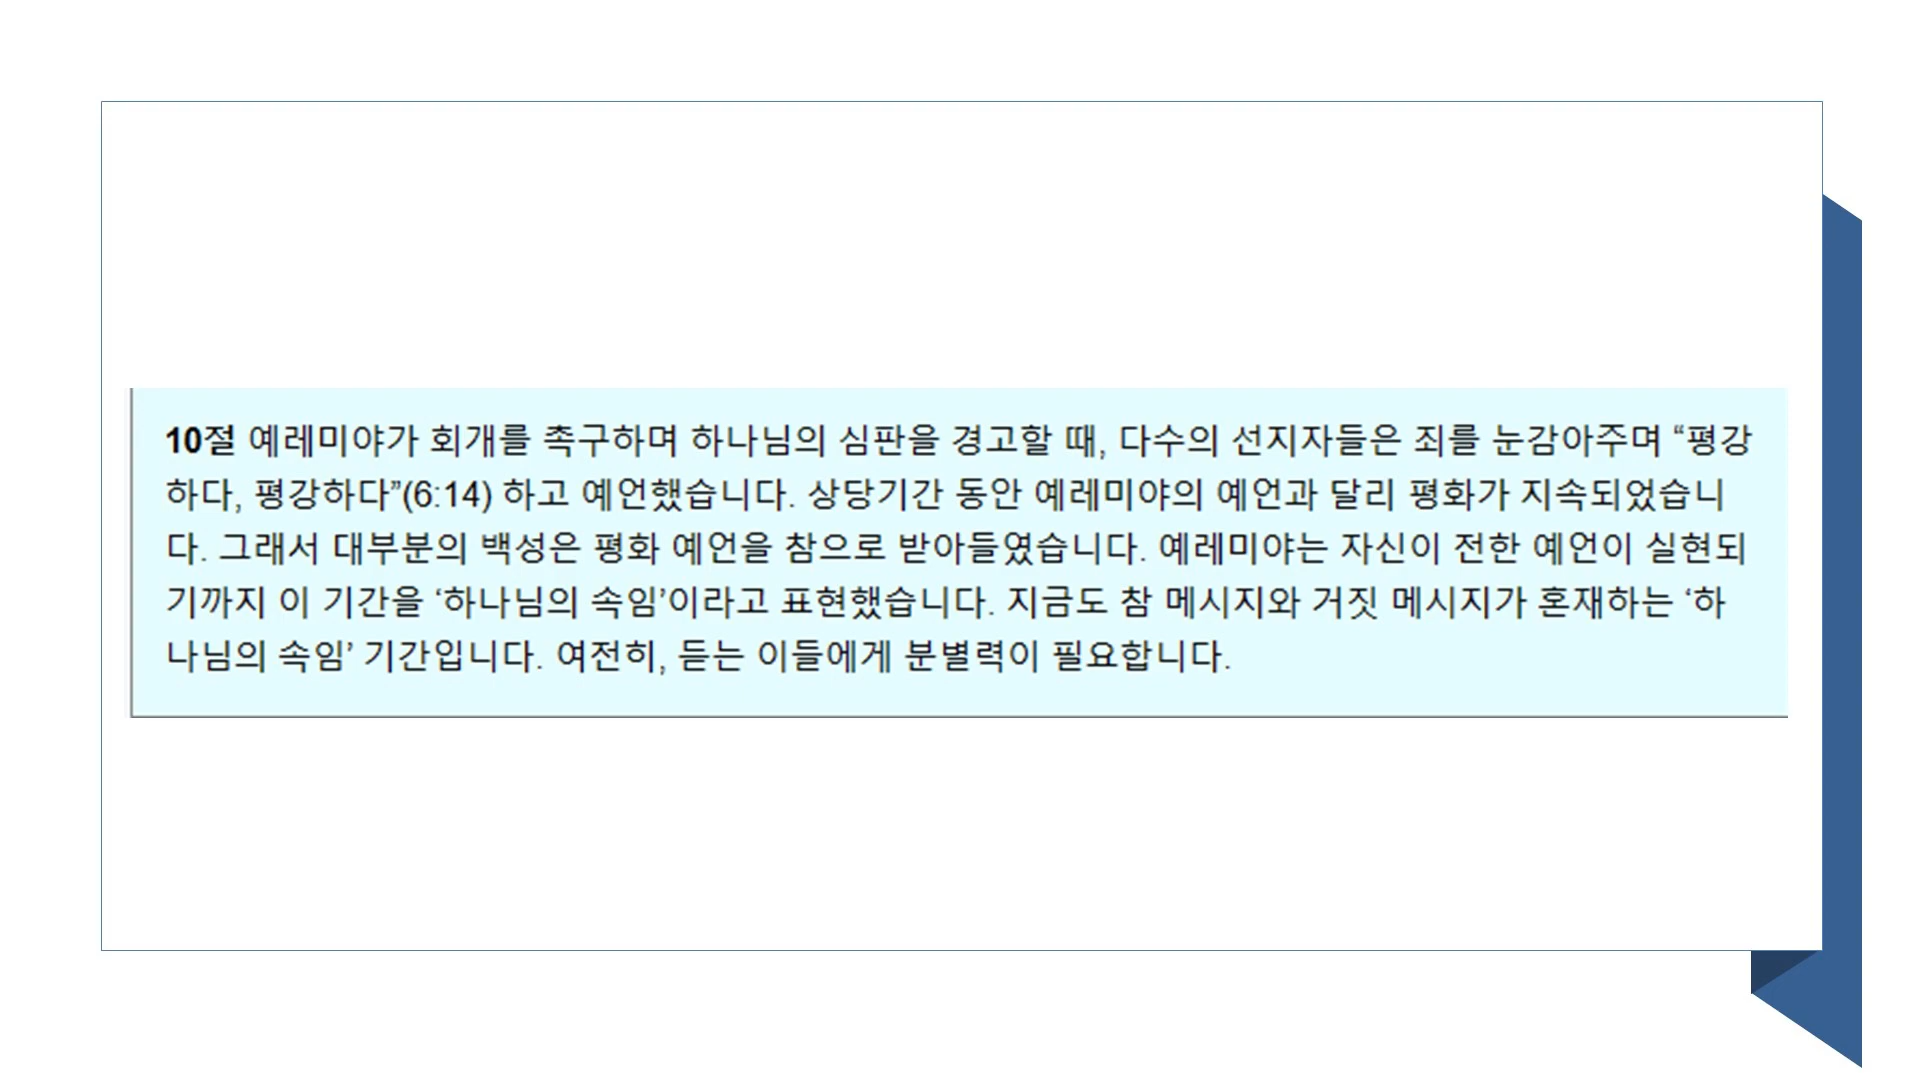 10절 예레미야가 회개를 촉구하며 하나님의 심판을 경고할 때, 다수의 선지자들은 죄를 눈감아주며 “평강
하다, 평강하다”(6:14) 하고 예언했습니다. 상당기간 동안 예레미야의 예언과 달리 평화가 지속되었습니
다. 그래서 대부분의 백성은 평화 예언을 참으로 받아들였습니다. 예레미야는 자신이 전한 예언이 실현되
기까지 이 기간을 ‘하나님의 속임’이라고 표현했습니다. 지금도 참 메시지와 거짓 메시지가 혼재하는 ‘하
나님의 속임’ 기간입니다. 여전히, 듣는 이들에게 분별력이 필요합니다.